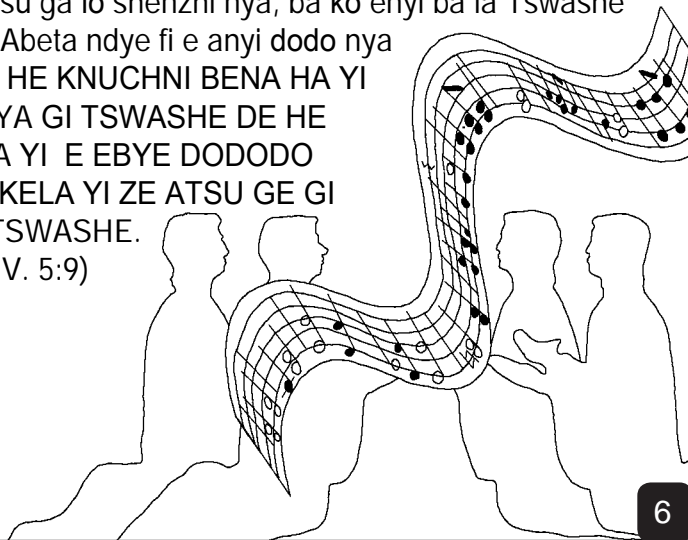 su ga lo shenzhi nya, ba ko enyi ba la Tswashe
Abeta ndye fi e anyi dodo nya
HE KNUCHNI BENA HA YI
YA GI TSWASHE DE HE
A YI E EBYE DODODO
KELA YI ZE ATSU GE GI
TSWASHE.
V. 5:9)
6